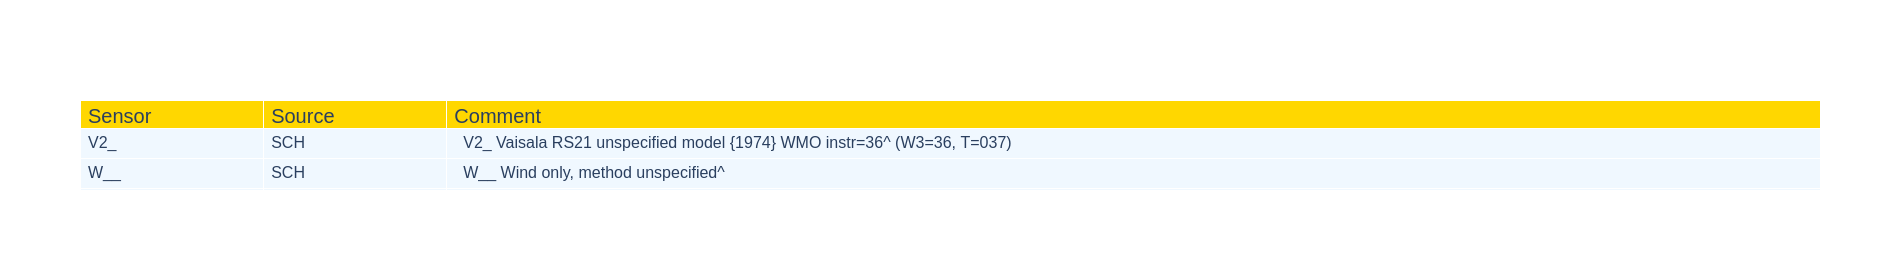 Sensor Source Comment
V2_ SCH V2_ Vaisala RS21 unspecified model {1974} WMO instr=36^ (W3=36, T=037)
W__ SCH W__ Wind only, method unspecified^